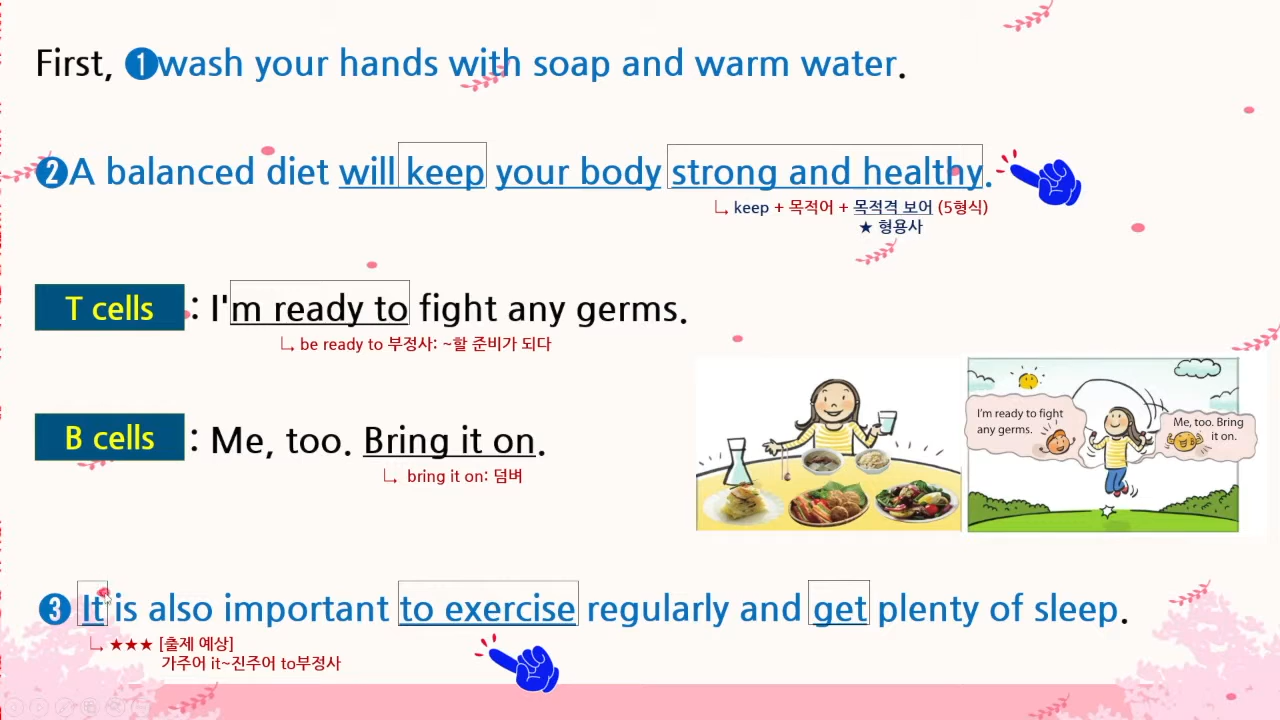 First, ❶wash your hands with soap and warm water.
❷A balanced diet will keep your body strong and healthy.
↳ keep + 목적어 + 목적격 보어 (5형식)
★ 형용사
T cells : I'm ready to fight any germs.
↳ be ready to 부정사: ~할 준비가 되다
B cells : Me, too. Bring it on.
↳ bring it on: 덤벼
I'm ready to fight
any germs.
Me, too. Bring
it on.
❸ It is also important to exercise regularly and get plenty of sleep.
↳ ★★★ [출제 예상]
가주어 it~진주어 to부정사